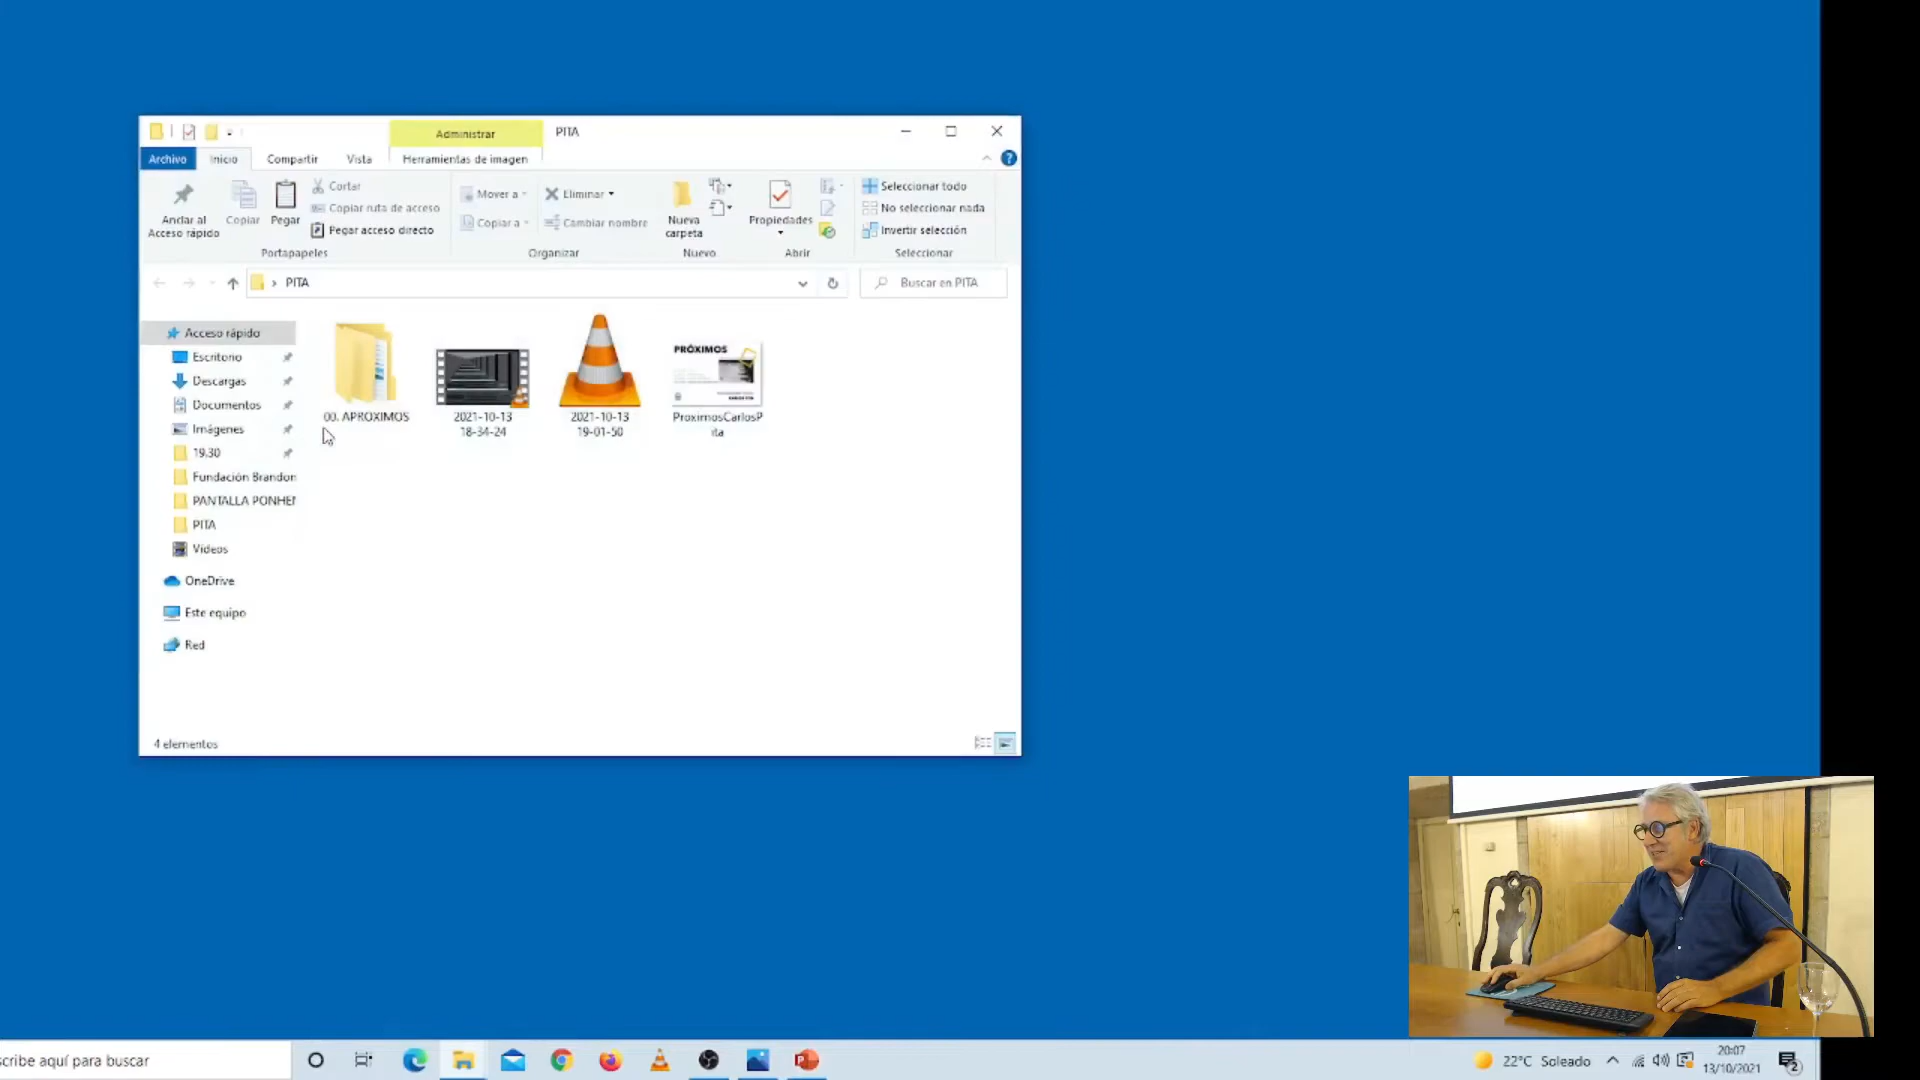 Administrar
PITA
Archivo
Inicio
Compartir
Vista
Herramientas de imagen
Anclar al
Acceso rápido
Copiar
Pegar
Cortar
Copiar ruta de acceso
Pegar acceso directo
Portapapeles
Mover a
Copiar a
Eliminar
Cambiar nombre
Organizar
Nueva
carpeta
Nuevo
Propiedades
Abrir
Seleccionar todo
No seleccionar nada
Invertir selección
Seleccionar
PITA
Buscar en PITA
Acceso rápido
Escritorio
Descargas
Documentos
Imágenes
19.30
Fundación Brandon
PANTALLA PONHEN
PITA
Vídeos
OneDrive
Este equipo
Red
00. APROXIMOS
2021-10-13
18-34-24
2021-10-13
19-01-50
PRÓXIMOS
ProximosCarlosP
ita
4 elementos
scribe aquí para buscar
22°C Soleado
20:07
13/10/2021
2